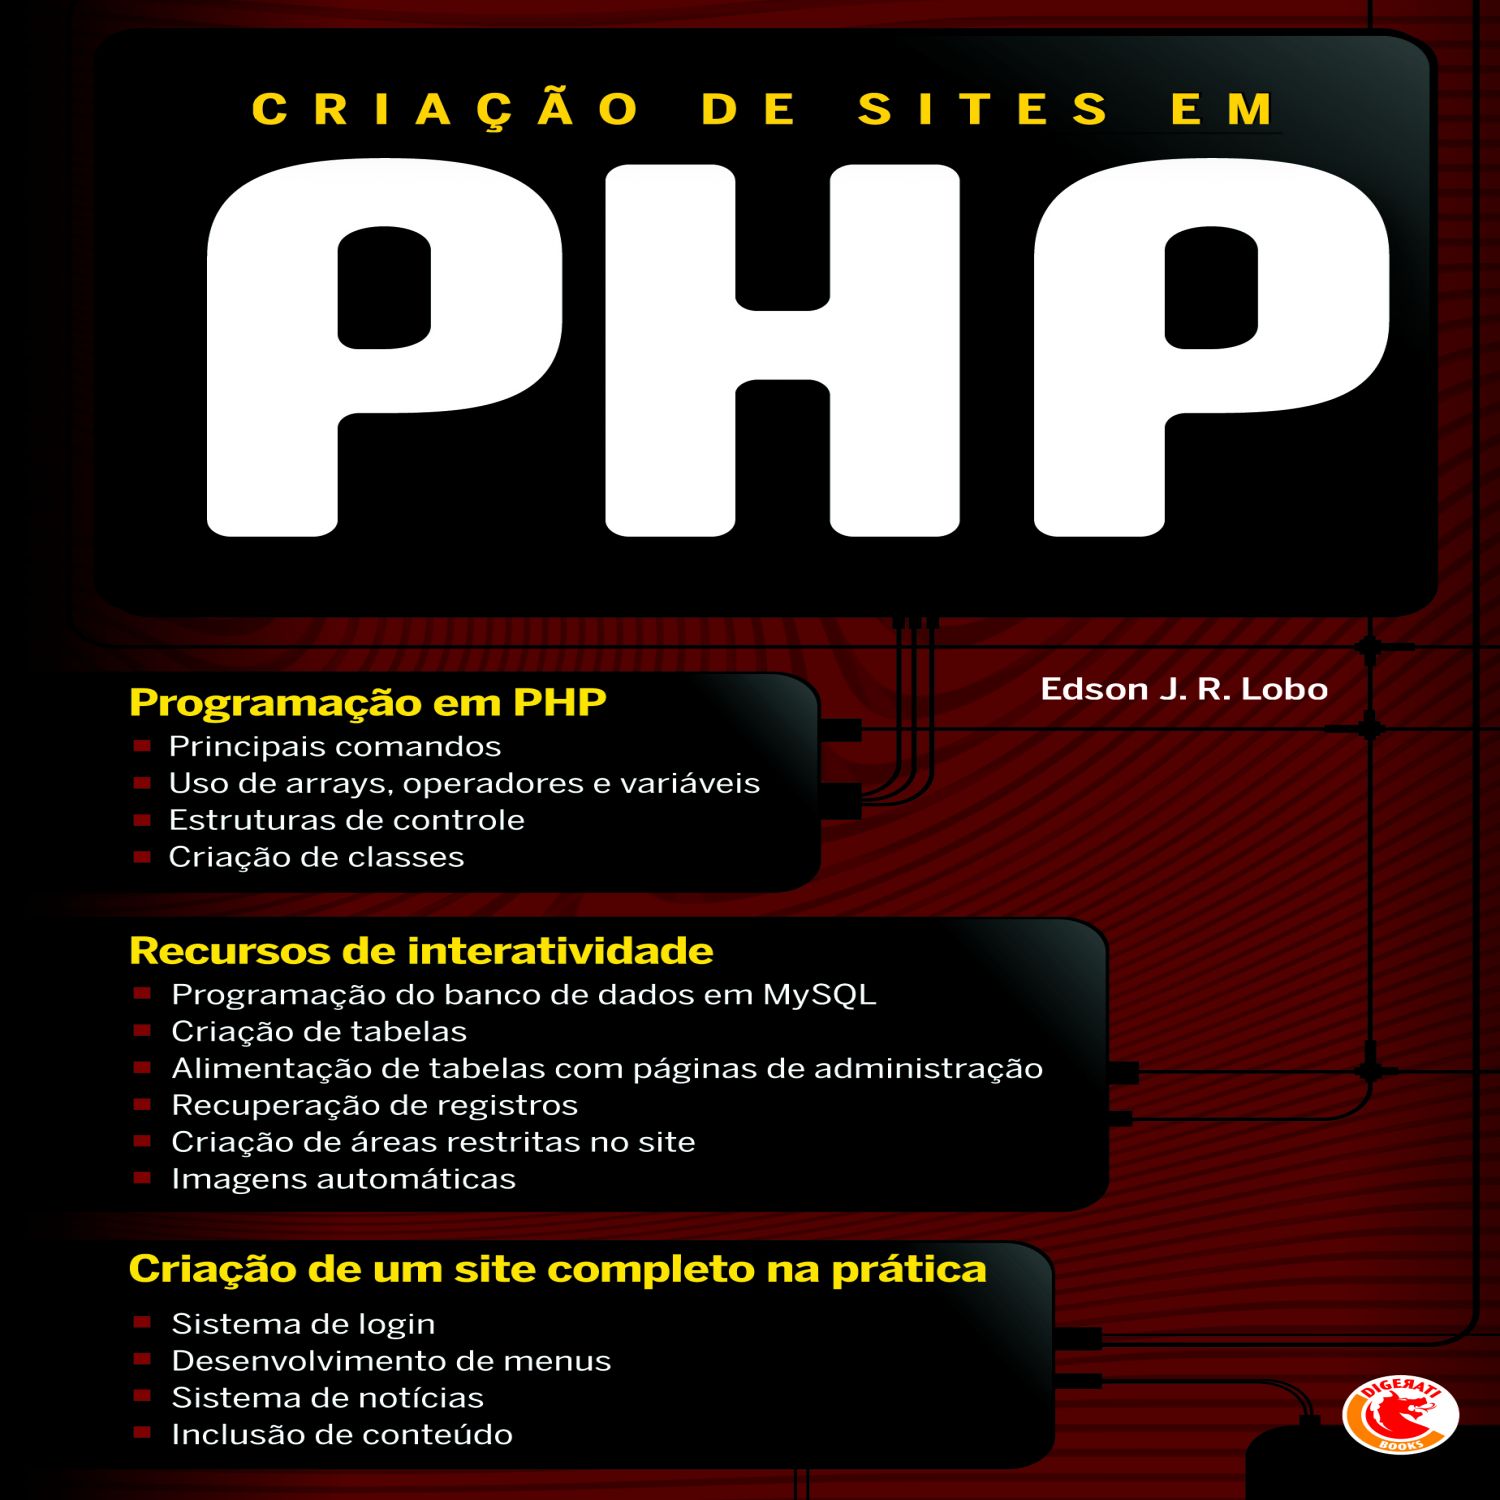 CRIAÇÃO DE SITES EM
PHP
Edson J. R. Lobo
Programação em PHP
Principais comandos
Uso de arrays, operadores e variáveis
Estruturas de controle
Criação de classes
Recursos de interatividade
Programação do banco de dados em MySQL
Criação de tabelas
Alimentação de tabelas com páginas de administração
Recuperação de registros
Criação de áreas restritas no site
Imagens automáticas
Criação de um site completo na prática
Sistema de login
Desenvolvimento de menus
Sistema de notícias
Inclusão de conteúdo
DIGEЯATI
BOOKS